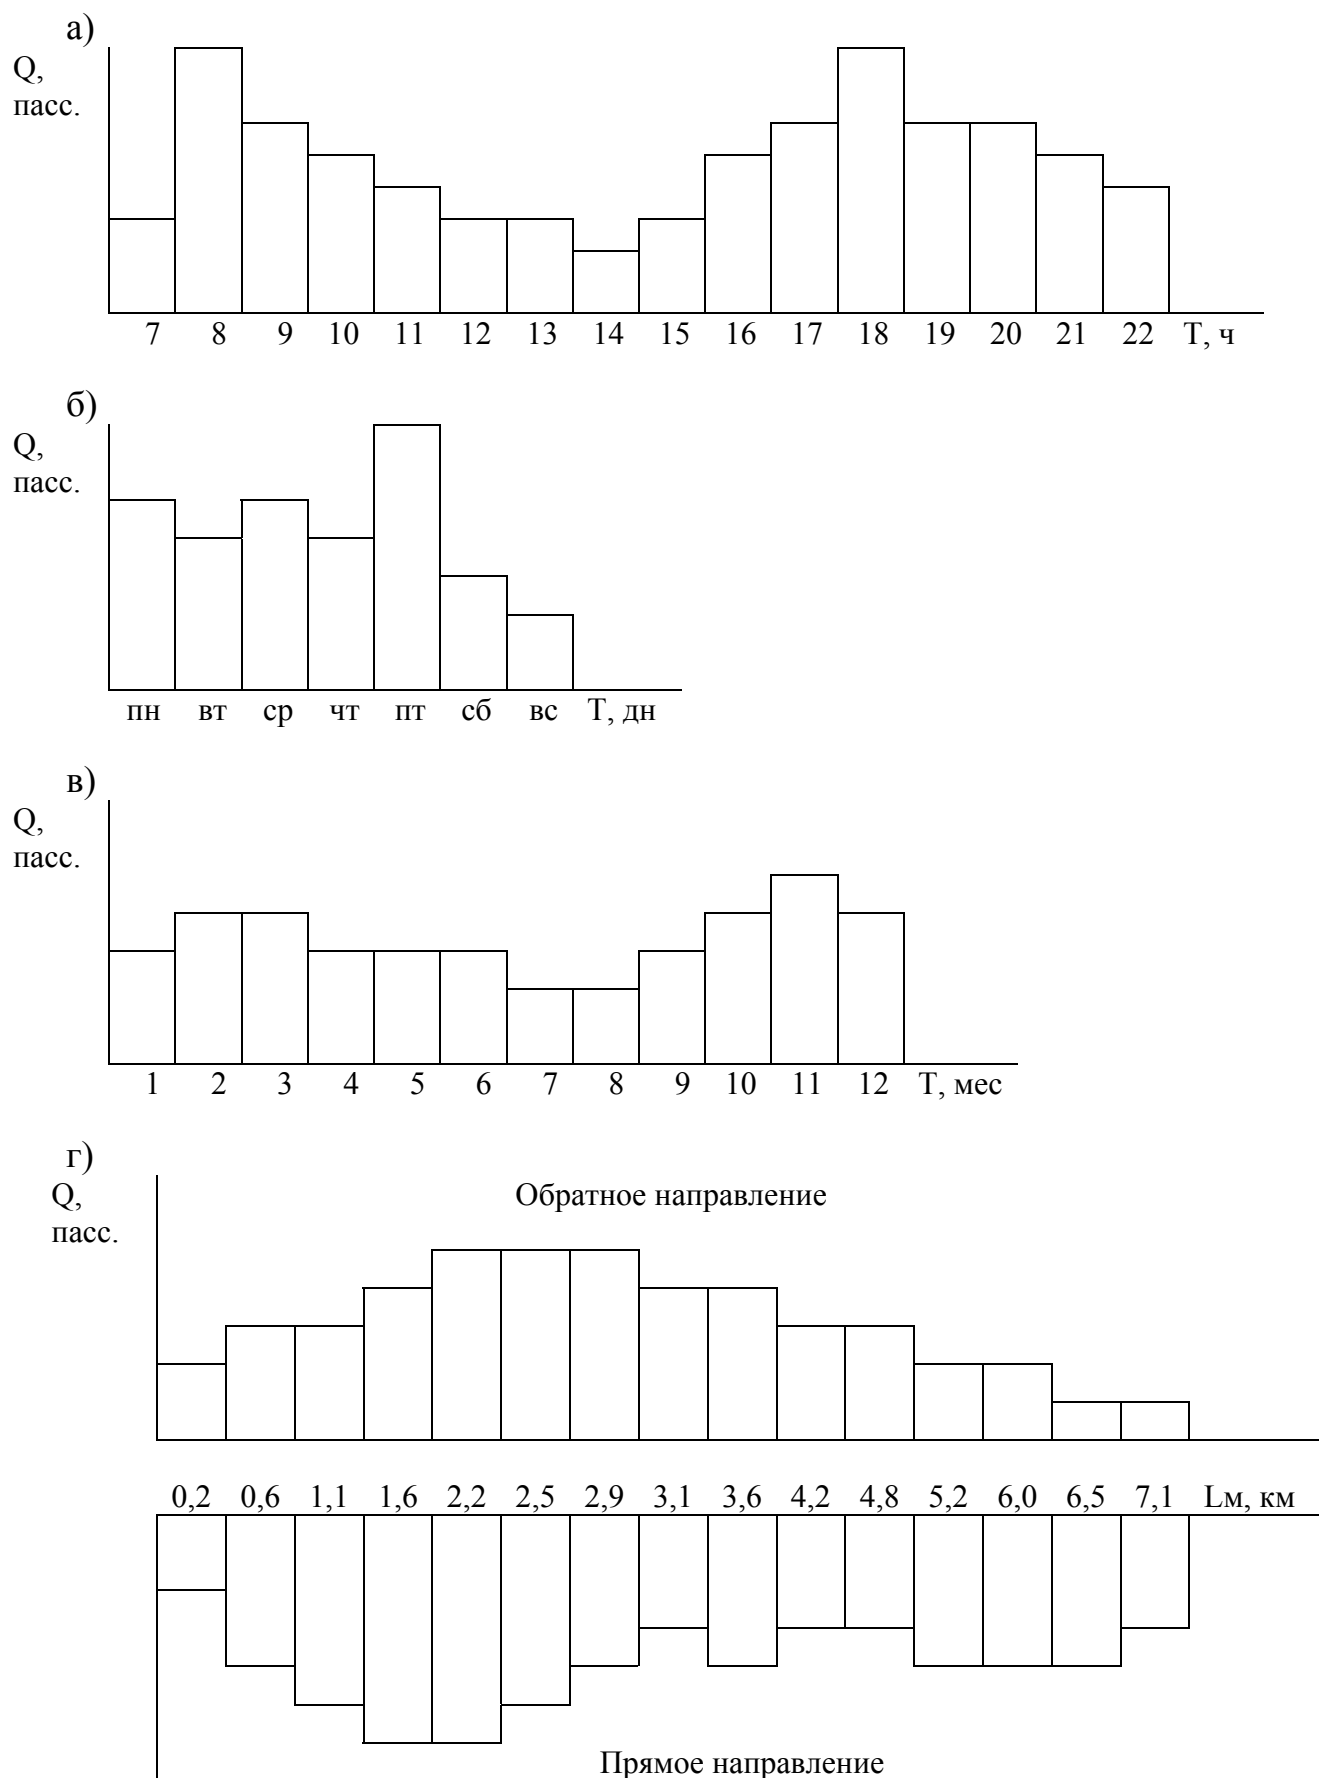 а)
Q,
пасс.
7 8 9 10 11 12 13 14 15 16 17 18 19 20 21 22 Т, ч
б)
Q,
пасс.
пн вт ср чт пт сб вс Т, дн
в)
Q,
пасс.
1 2 3 4 5 6 7 8 9 10 11 12 Т, мес
г)
Q,
пасс.
Обратное направление
0,2 0,6 1,1 1,6 2,2 2,5 2,9 3,1 3,6 4,2 4,8 5,2 6,0 6,5 7,1 Lм, км
Прямое направление